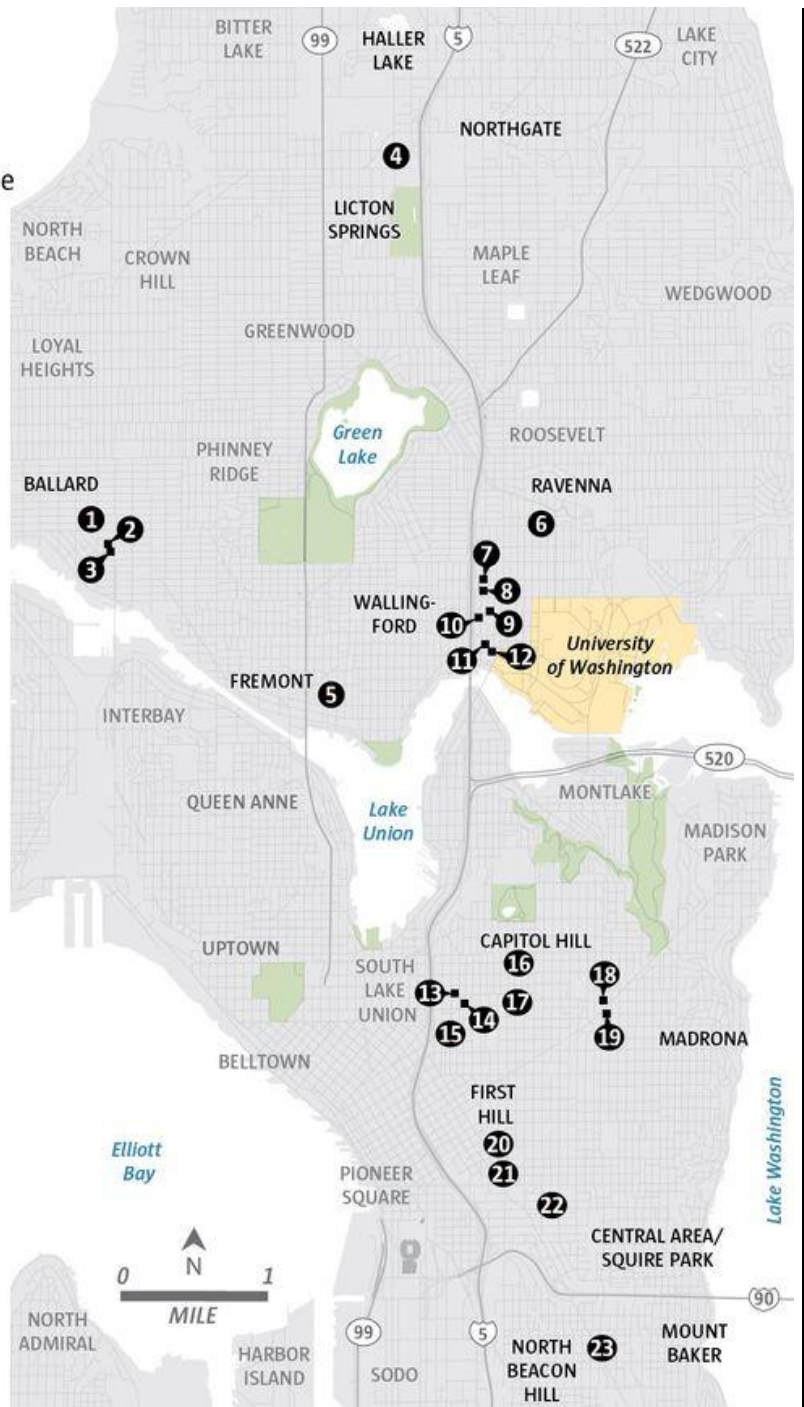 BITTER
LAKE
99
HALLER
LAKE
5
522
LAKE
CITY
NORTHGATE
4
e
LICTON
SPRINGS
NORTH
BEACH
CROWN
HILL
MAPLE
LEAF
WEDGWOOD
GREENWOOD
LOYAL
HEIGHTS
Green
Lake
ROOSEVELT
PHINNEY
RIDGE
BALLARD
RAVENNA
1
2
3
6
7
8
WALLING-
FORD
10
9
11
12
University
of Washington
FREMONT
5
INTERBAY
520
QUEEN ANNE
MONTLAKE
Lake
Union
MADISON
PARK
UPTOWN
CAPITOL HILL
16
SOUTH
LAKE
UNION
13
14
15
17
18
19
MADRONA
BELLTOWN
FIRST
HILL
20
21
22
Elliott
Bay
Lake Washington
PIONEER
SQUARE
CENTRAL AREA/
SQUIRE PARK
N
0 1
MILE
90
NORTH
ADMIRAL
99
5
HARBOR
ISLAND
SODO
NORTH
BEACON
HILL
23
MOUNT
BAKER